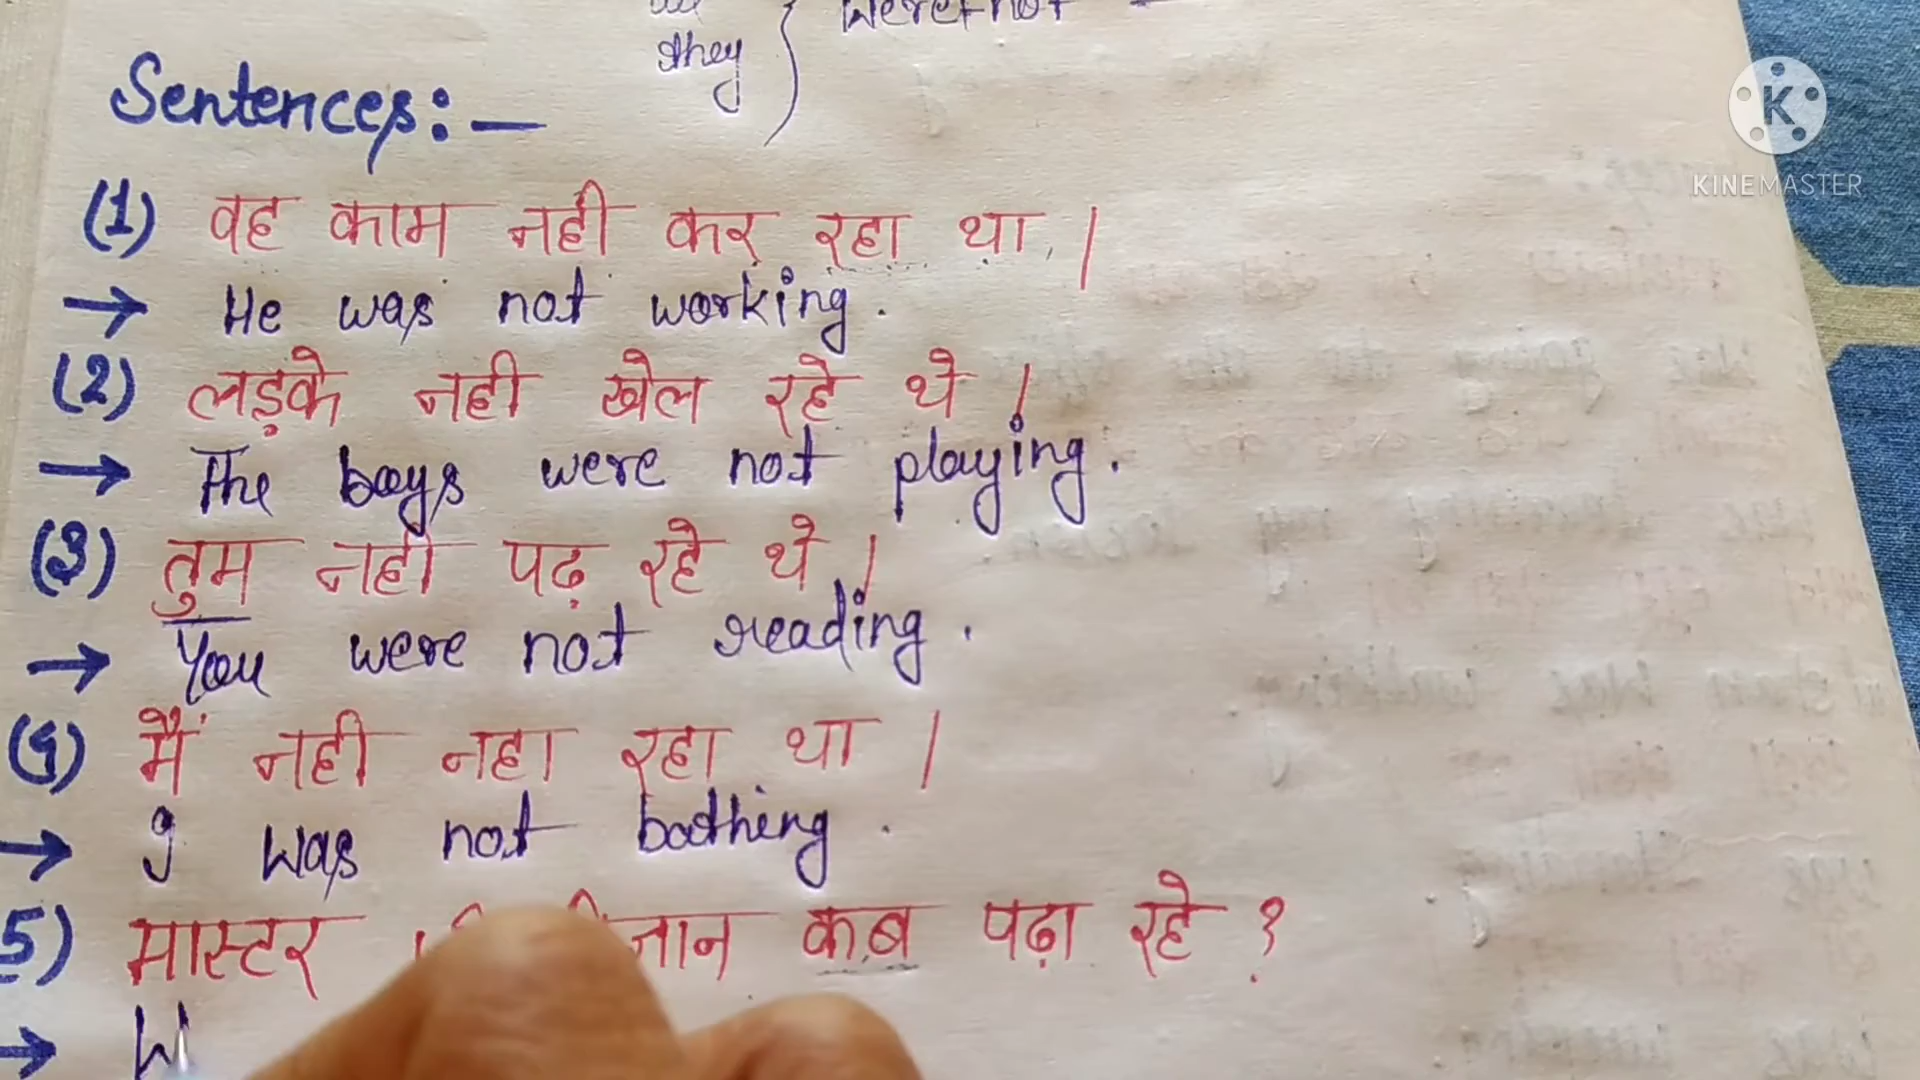 they } were+not -
Sentences:-
(1) वह काम नही कर रहा था।
→ He was not working.
(2) लड़के नही खेल रहे थे।
→ The boys were not playing.
(3) तुम नही पढ़ रहे थे।
→ You were not reading.
(4) मैं नही नहा रहा था।
→ I was not bathing.
5) मास्टर कब पढ़ा रहे?
→ W
K
KINEMASTER